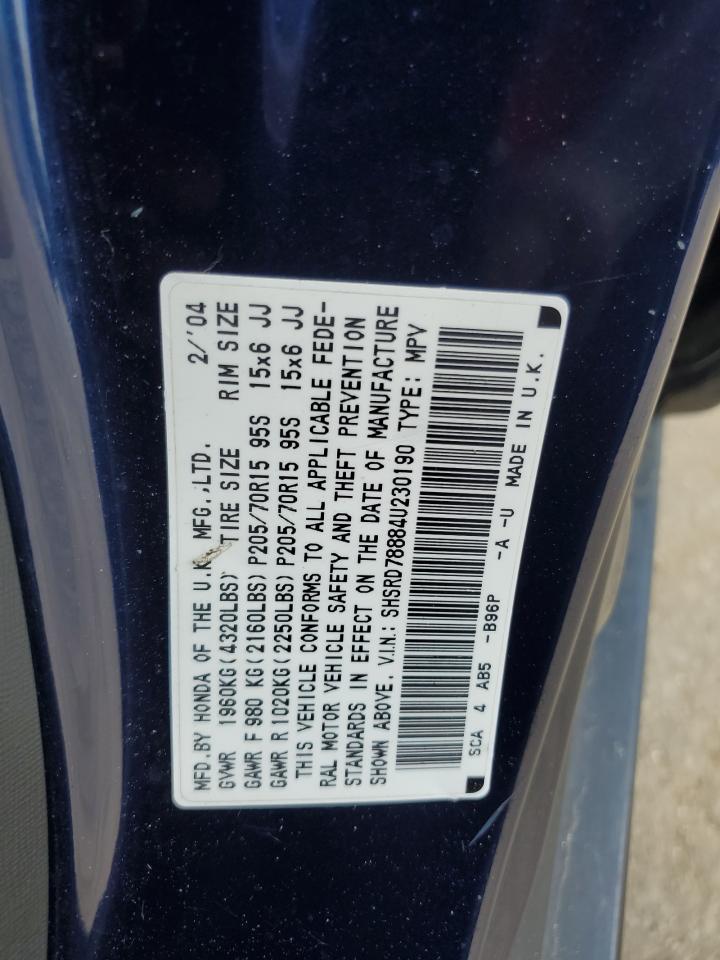 MFD.BY HONDA OF THE U.K. MFG.,LTD. 2/'04
GVWR 1960KG(4320LBS) TIRE SIZE RIM SIZE
GAWR F 980 KG(2160LBS) P205/70R15 95S 15x6 JJ
GAWR R 1020KG(2250LBS) P205/70R15 95S 15x6 JJ
THIS VEHICLE CONFORMS TO ALL APPLICABLE FEDE-
RAL MOTOR VEHICLE SAFETY AND THEFT PREVENTION
STANDARDS IN EFFECT ON THE DATE OF MANUFACTURE
SHOWN ABOVE. V.I.N.: SHSRD78884U230190 TYPE: MPV
SCA 4 AB5 -B96P -A -U MADE IN U.K.